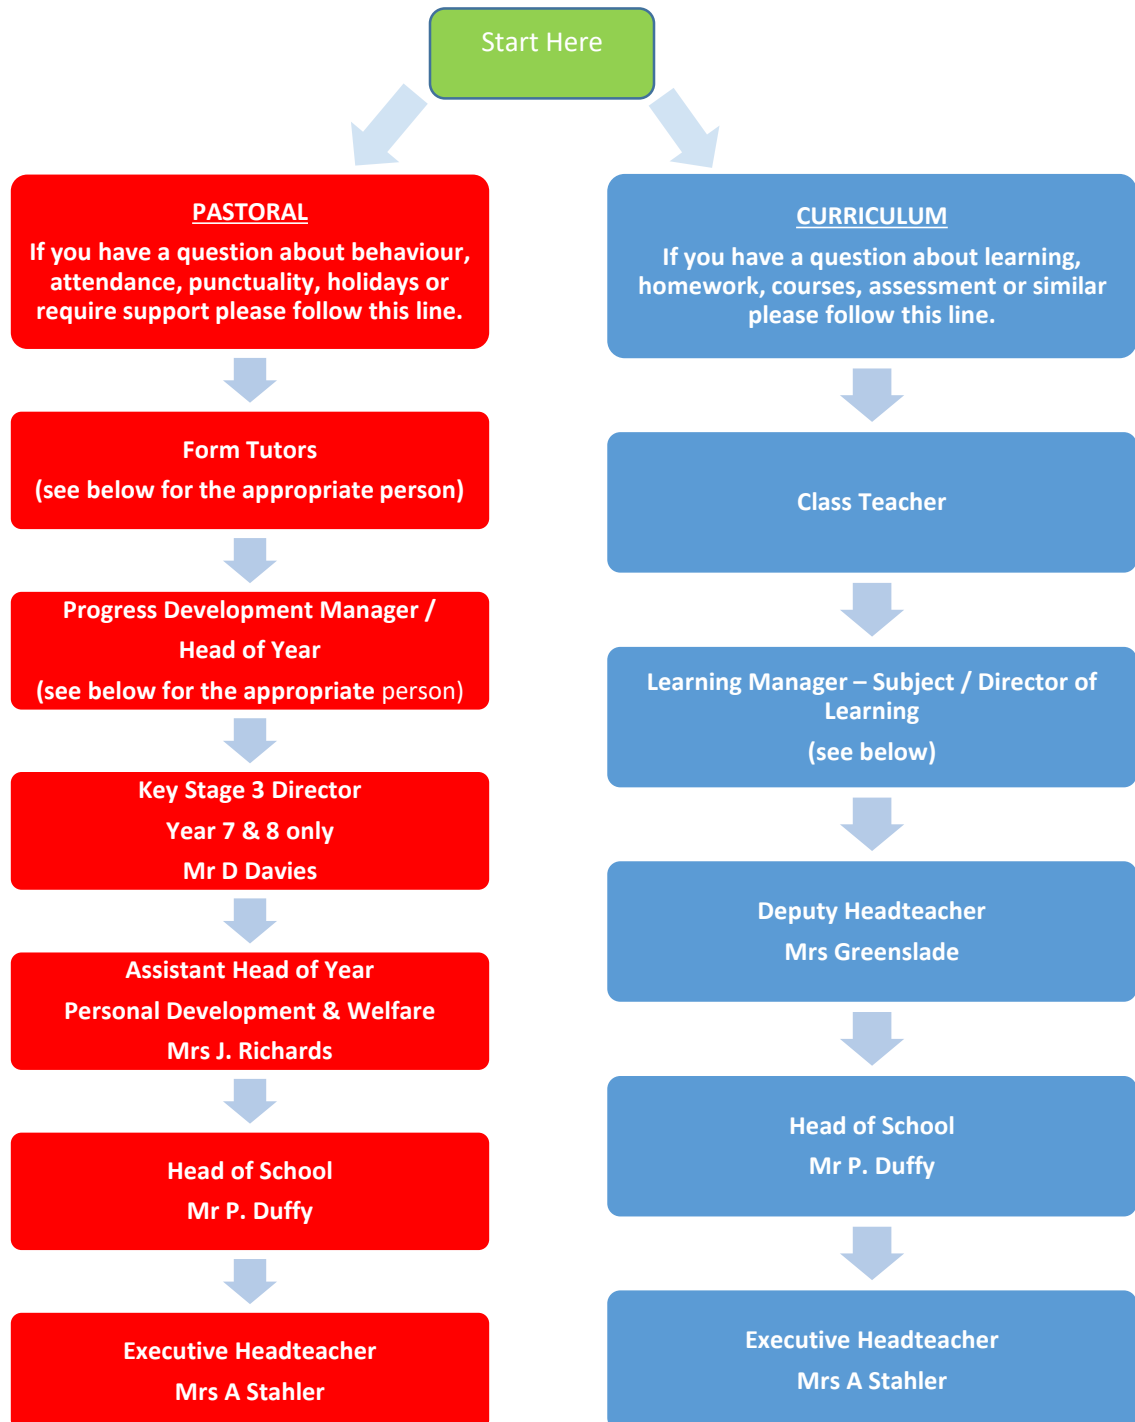 Start Here
PASTORAL
If you have a question about behaviour,
attendance, punctuality, holidays or
require support please follow this line.
Form Tutors
(see below for the appropriate person)
Progress Development Manager /
Head of Year
(see below for the appropriate person)
Key Stage 3 Director
Year 7 & 8 only
Mr D Davies
Assistant Head of Year
Personal Development & Welfare
Mrs J. Richards
Head of School
Mr P. Duffy
Executive Headteacher
Mrs A Stahler
CURRICULUM
If you have a question about learning,
homework, courses, assessment or similar
please follow this line.
Class Teacher
Learning Manager – Subject / Director of
Learning
(see below)
Deputy Headteacher
Mrs Greenslade
Head of School
Mr P. Duffy
Executive Headteacher
Mrs A Stahler